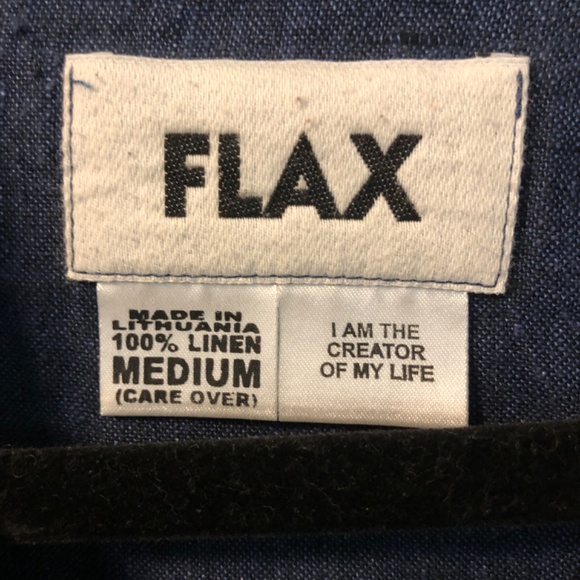 FLAX
MADE IN
LITHUANIA
100% LINEN
MEDIUM
(CARE OVER)
I AM THE
CREATOR
OF MY LIFE